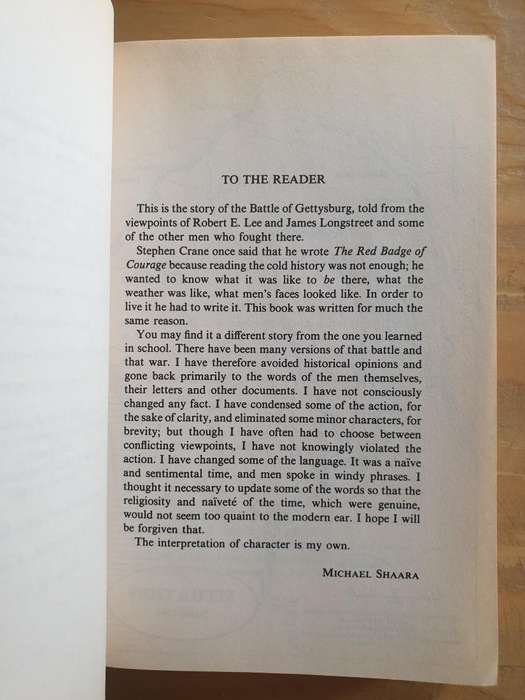 TO THE READER
This is the story of the Battle of Gettysburg, told from the
viewpoints of Robert E. Lee and James Longstreet and some
of the other men who fought there.
Stephen Crane once said that he wrote The Red Badge of
Courage because reading the cold history was not enough; he
wanted to know what it was like to be there, what the
weather was like, what men's faces looked like. In order to
live it he had to write it. This book was written for much the
same reason.
You may find it a different story from the one you learned
in school. There have been many versions of that battle and
that war. I have therefore avoided historical opinions and
gone back primarily to the words of the men themselves,
their letters and other documents. I have not consciously
changed any fact. I have condensed some of the action, for
the sake of clarity, and eliminated some minor characters, for
brevity; but though I have often had to choose between
conflicting viewpoints, I have not knowingly violated the
action. I have changed some of the language. It was a naïve
and sentimental time, and men spoke in windy phrases. I
thought it necessary to update some of the words so that the
religiosity and naïveté of the time, which were genuine,
would not seem too quaint to the modern ear. I hope I will
be forgiven that.
The interpretation of character is my own.
MICHAEL SHAARA